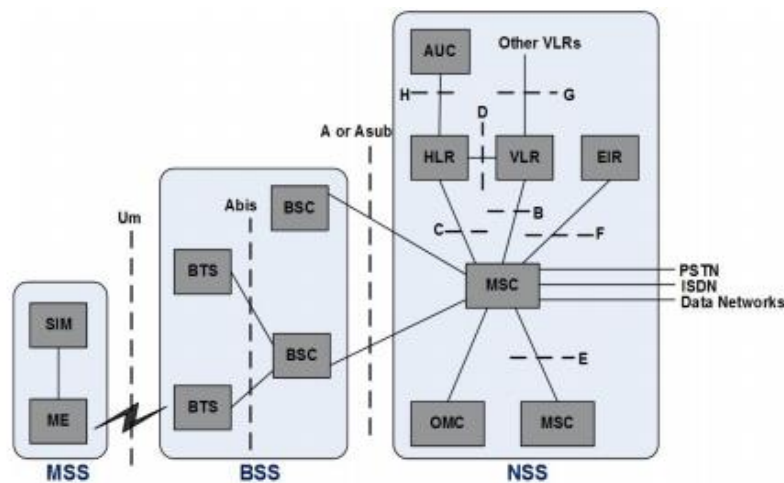 AUC
Other VLRs
H
G
D
A or Asub
HLR
VLR
EIR
Um
Abis
BSC
B
C
F
BTS
MSC
PSTN
ISDN
Data Networks
SIM
BSC
E
ME
BTS
OMC
MSC
MSS
BSS
NSS